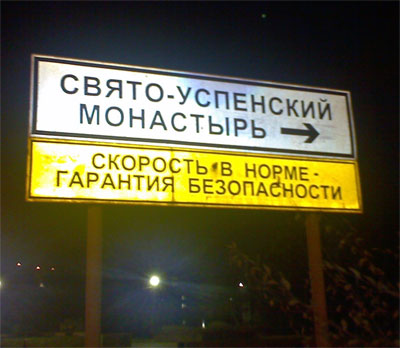 СВЯТО-УСПЕНСКИЙ
МОНАСТЫРЬ
СКОРОСТЬ В НОРМЕ-
ГАРАНТИЯ БЕЗОПАСНОСТИ